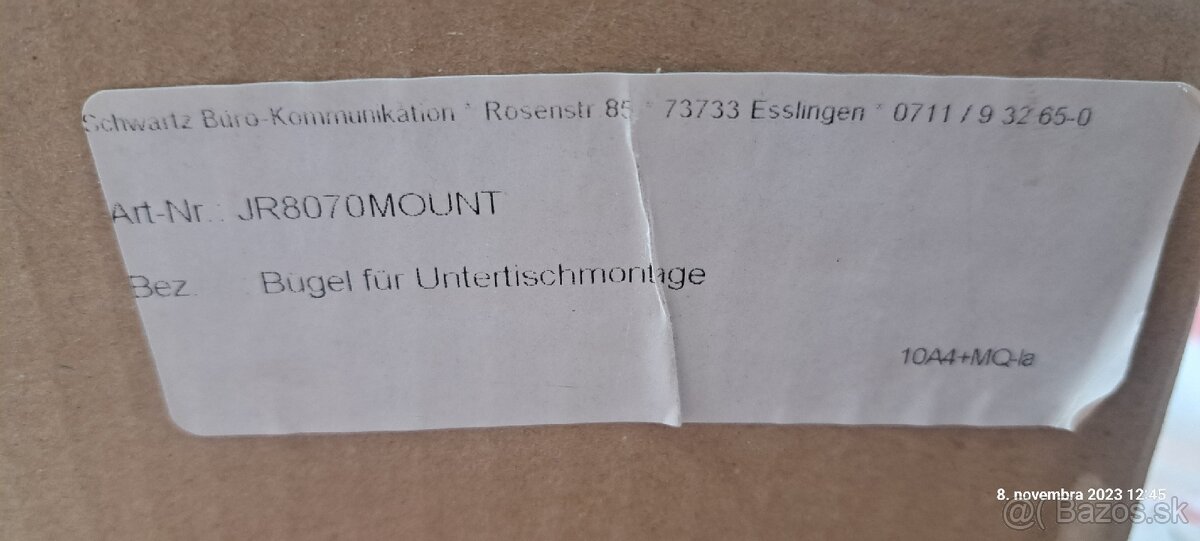 Schwartz Büro-Kommunikation * Rosenstr 85 * 73733 Esslingen * 0711 / 9 32 65-0
Art-Nr.: JR8070MOUNT
Bez. : Bügel für Untertischmontage
10A4+MQ-la
8. novembra 2023 12:45
@( Bazos.sk